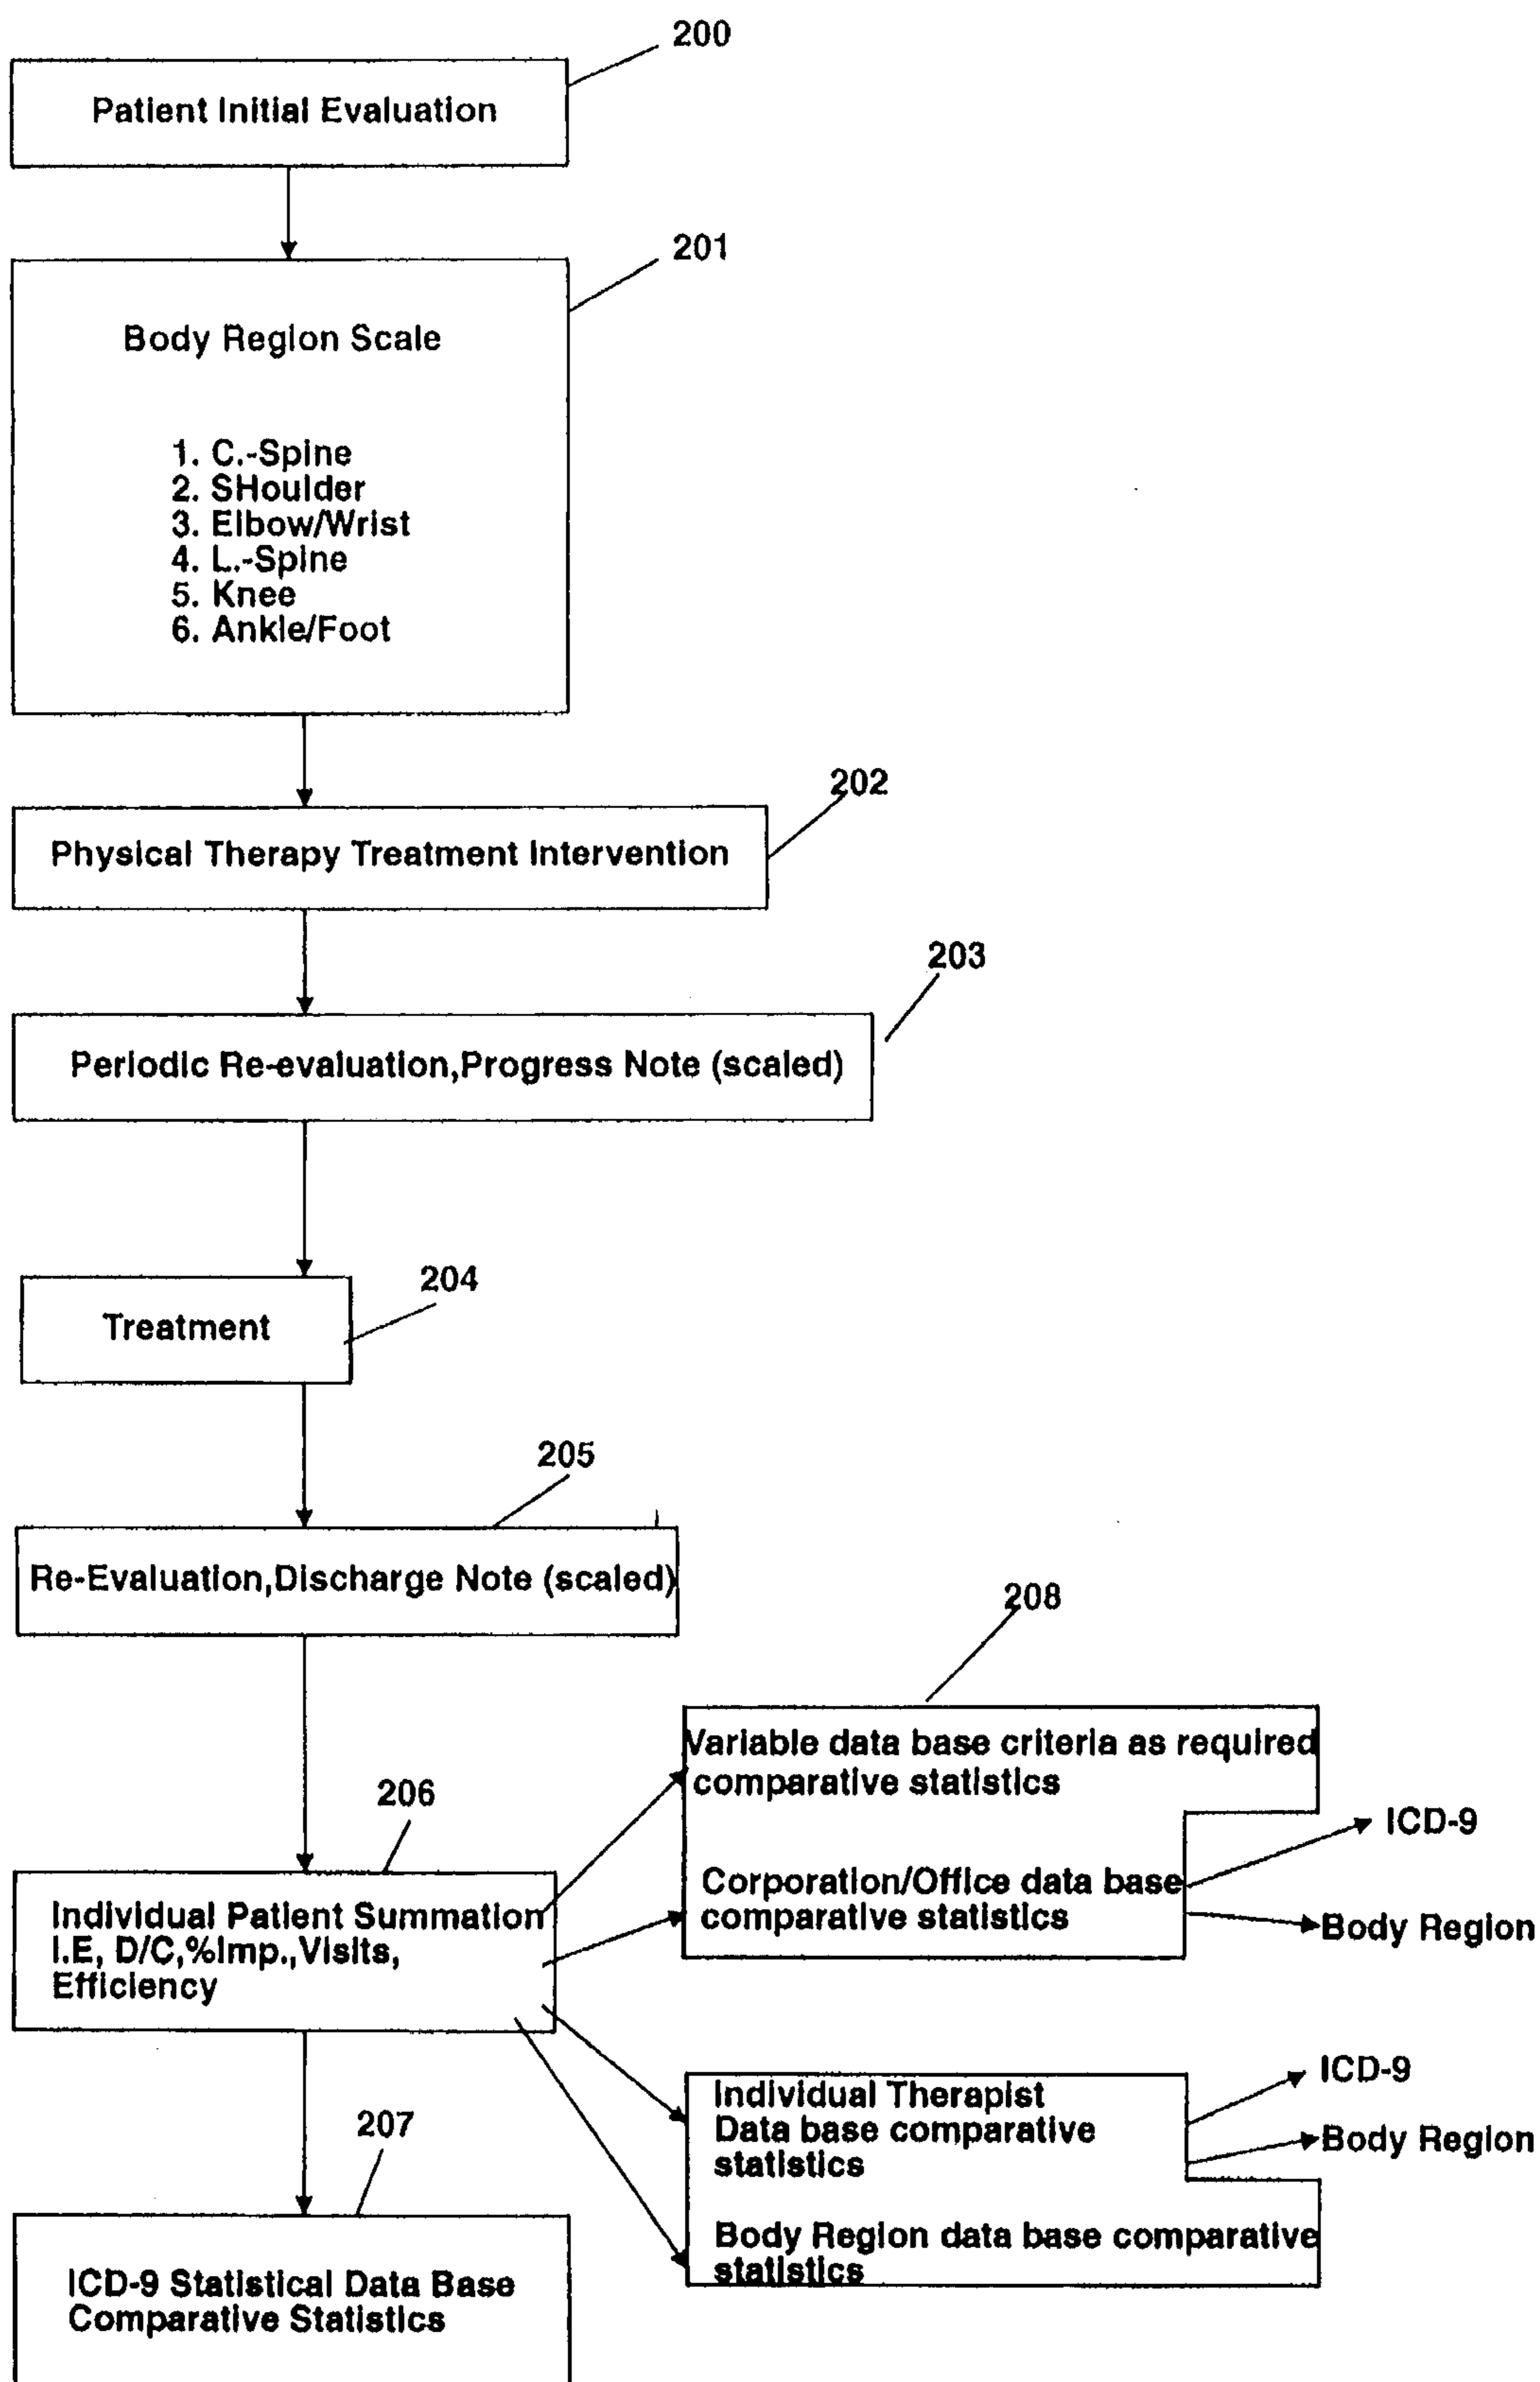 200
Patient Initial Evaluation
201
Body Region Scale
1. C.-Spine
2. SHoulder
3. Elbow/Wrist
4. L.-Spine
5. Knee
6. Ankle/Foot
202
Physical Therapy Treatment Intervention
203
Periodic Re-evaluation,Progress Note (scaled)
204
Treatment
205
Re-Evaluation,Discharge Note (scaled)
208
Variable data base criteria as required
comparative statistics
206
ICD-9
Corporation/Office data base
comparative statistics
Body Region
Individual Patient Summation
I.E, D/C,%Imp.,Visits,
Efficiency
ICD-9
Individual Therapist
Data base comparative
statistics
Body Region
207
Body Region data base comparative
statistics
ICD-9 Statistical Data Base
Comparative Statistics